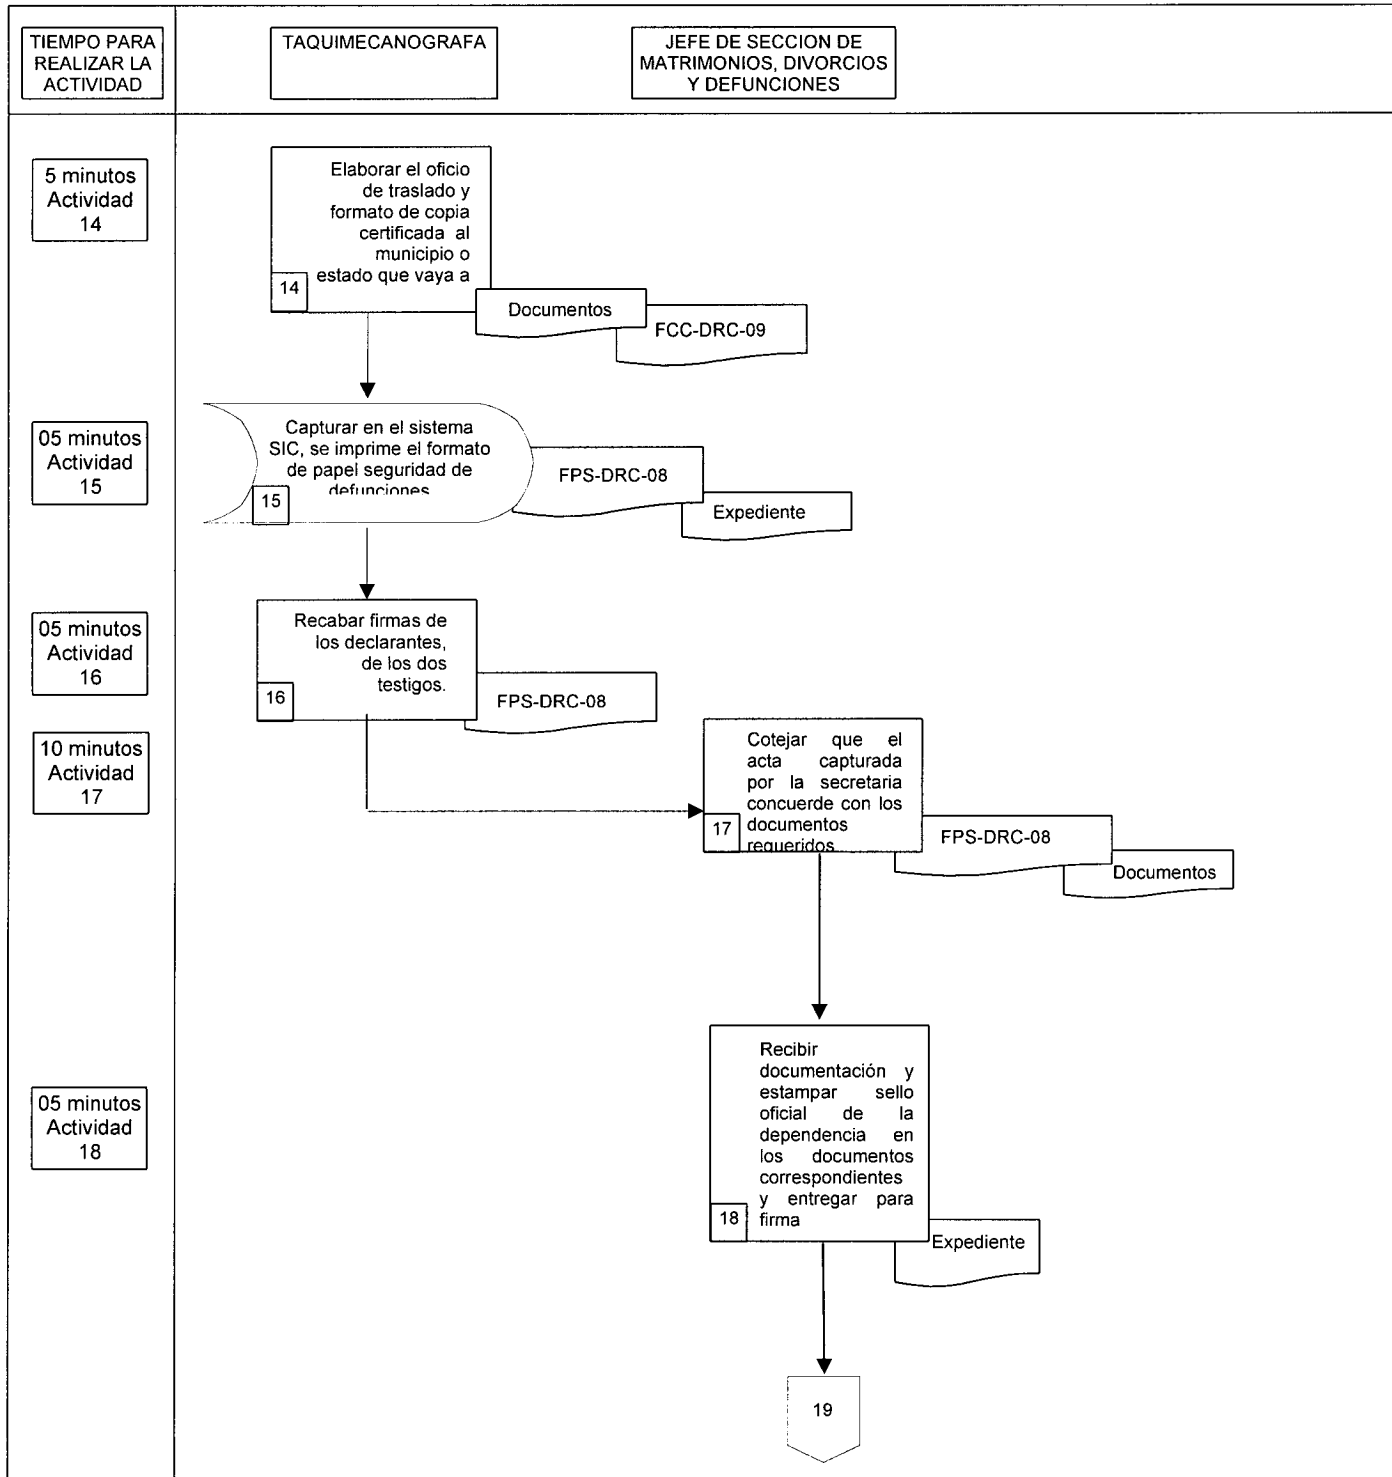 TIEMPO PARA
REALIZAR LA
ACTIVIDAD
TAQUIMECANOGRAFA
JEFE DE SECCION DE
MATRIMONIOS, DIVORCIOS
Y DEFUNCIONES
5 minutos
Actividad
14
Elaborar el oficio
de traslado y
formato de copia
certificada al
municipio o
estado que vaya a
14
Documentos
FCC-DRC-09
05 minutos
Actividad
15
Capturar en el sistema
SIC, se imprime el formato
de papel seguridad de
defunciones
15
FPS-DRC-08
Expediente
05 minutos
Actividad
16
Recabar firmas de
los declarantes,
de los dos
testigos.
16
FPS-DRC-08
10 minutos
Actividad
17
Cotejar que el
acta capturada
por la secretaria
concuerde con los
documentos
requeridos
17
FPS-DRC-08
Documentos
05 minutos
Actividad
18
Recibir
documentación y
estampar sello
oficial de la
dependencia en
los documentos
correspondientes
y entregar para
firma
18
Expediente
19